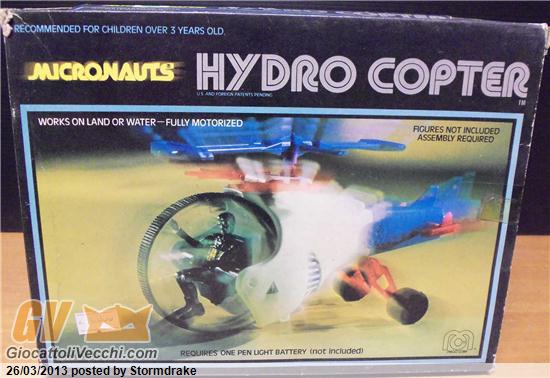 RECOMMENDED FOR CHILDREN OVER 3 YEARS OLD.
MICRONAUTS
HYDRO COPTER
TM
U.S. AND FOREIGN PATENTS PENDING
WORKS ON LAND OR WATER—FULLY MOTORIZED
FIGURES NOT INCLUDED
ASSEMBLY REQUIRED
REQUIRES ONE PEN LIGHT BATTERY (not included)
GV
GiocattoliVecchi.com
26/03/2013 posted by Stormdrake